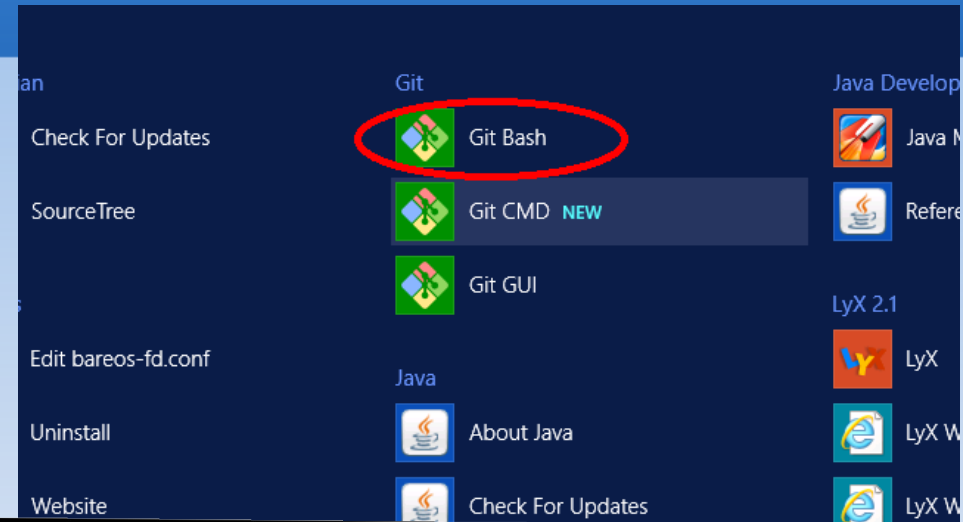 ian
Check For Updates
SourceTree
s
Edit bareos-fd.conf
Uninstall
Website
Git
Git Bash
Git CMD NEW
Git GUI
Java
About Java
Check For Updates
Java Develop
Java
Refere
LyX 2.1
LyX
LyX W
LyX W